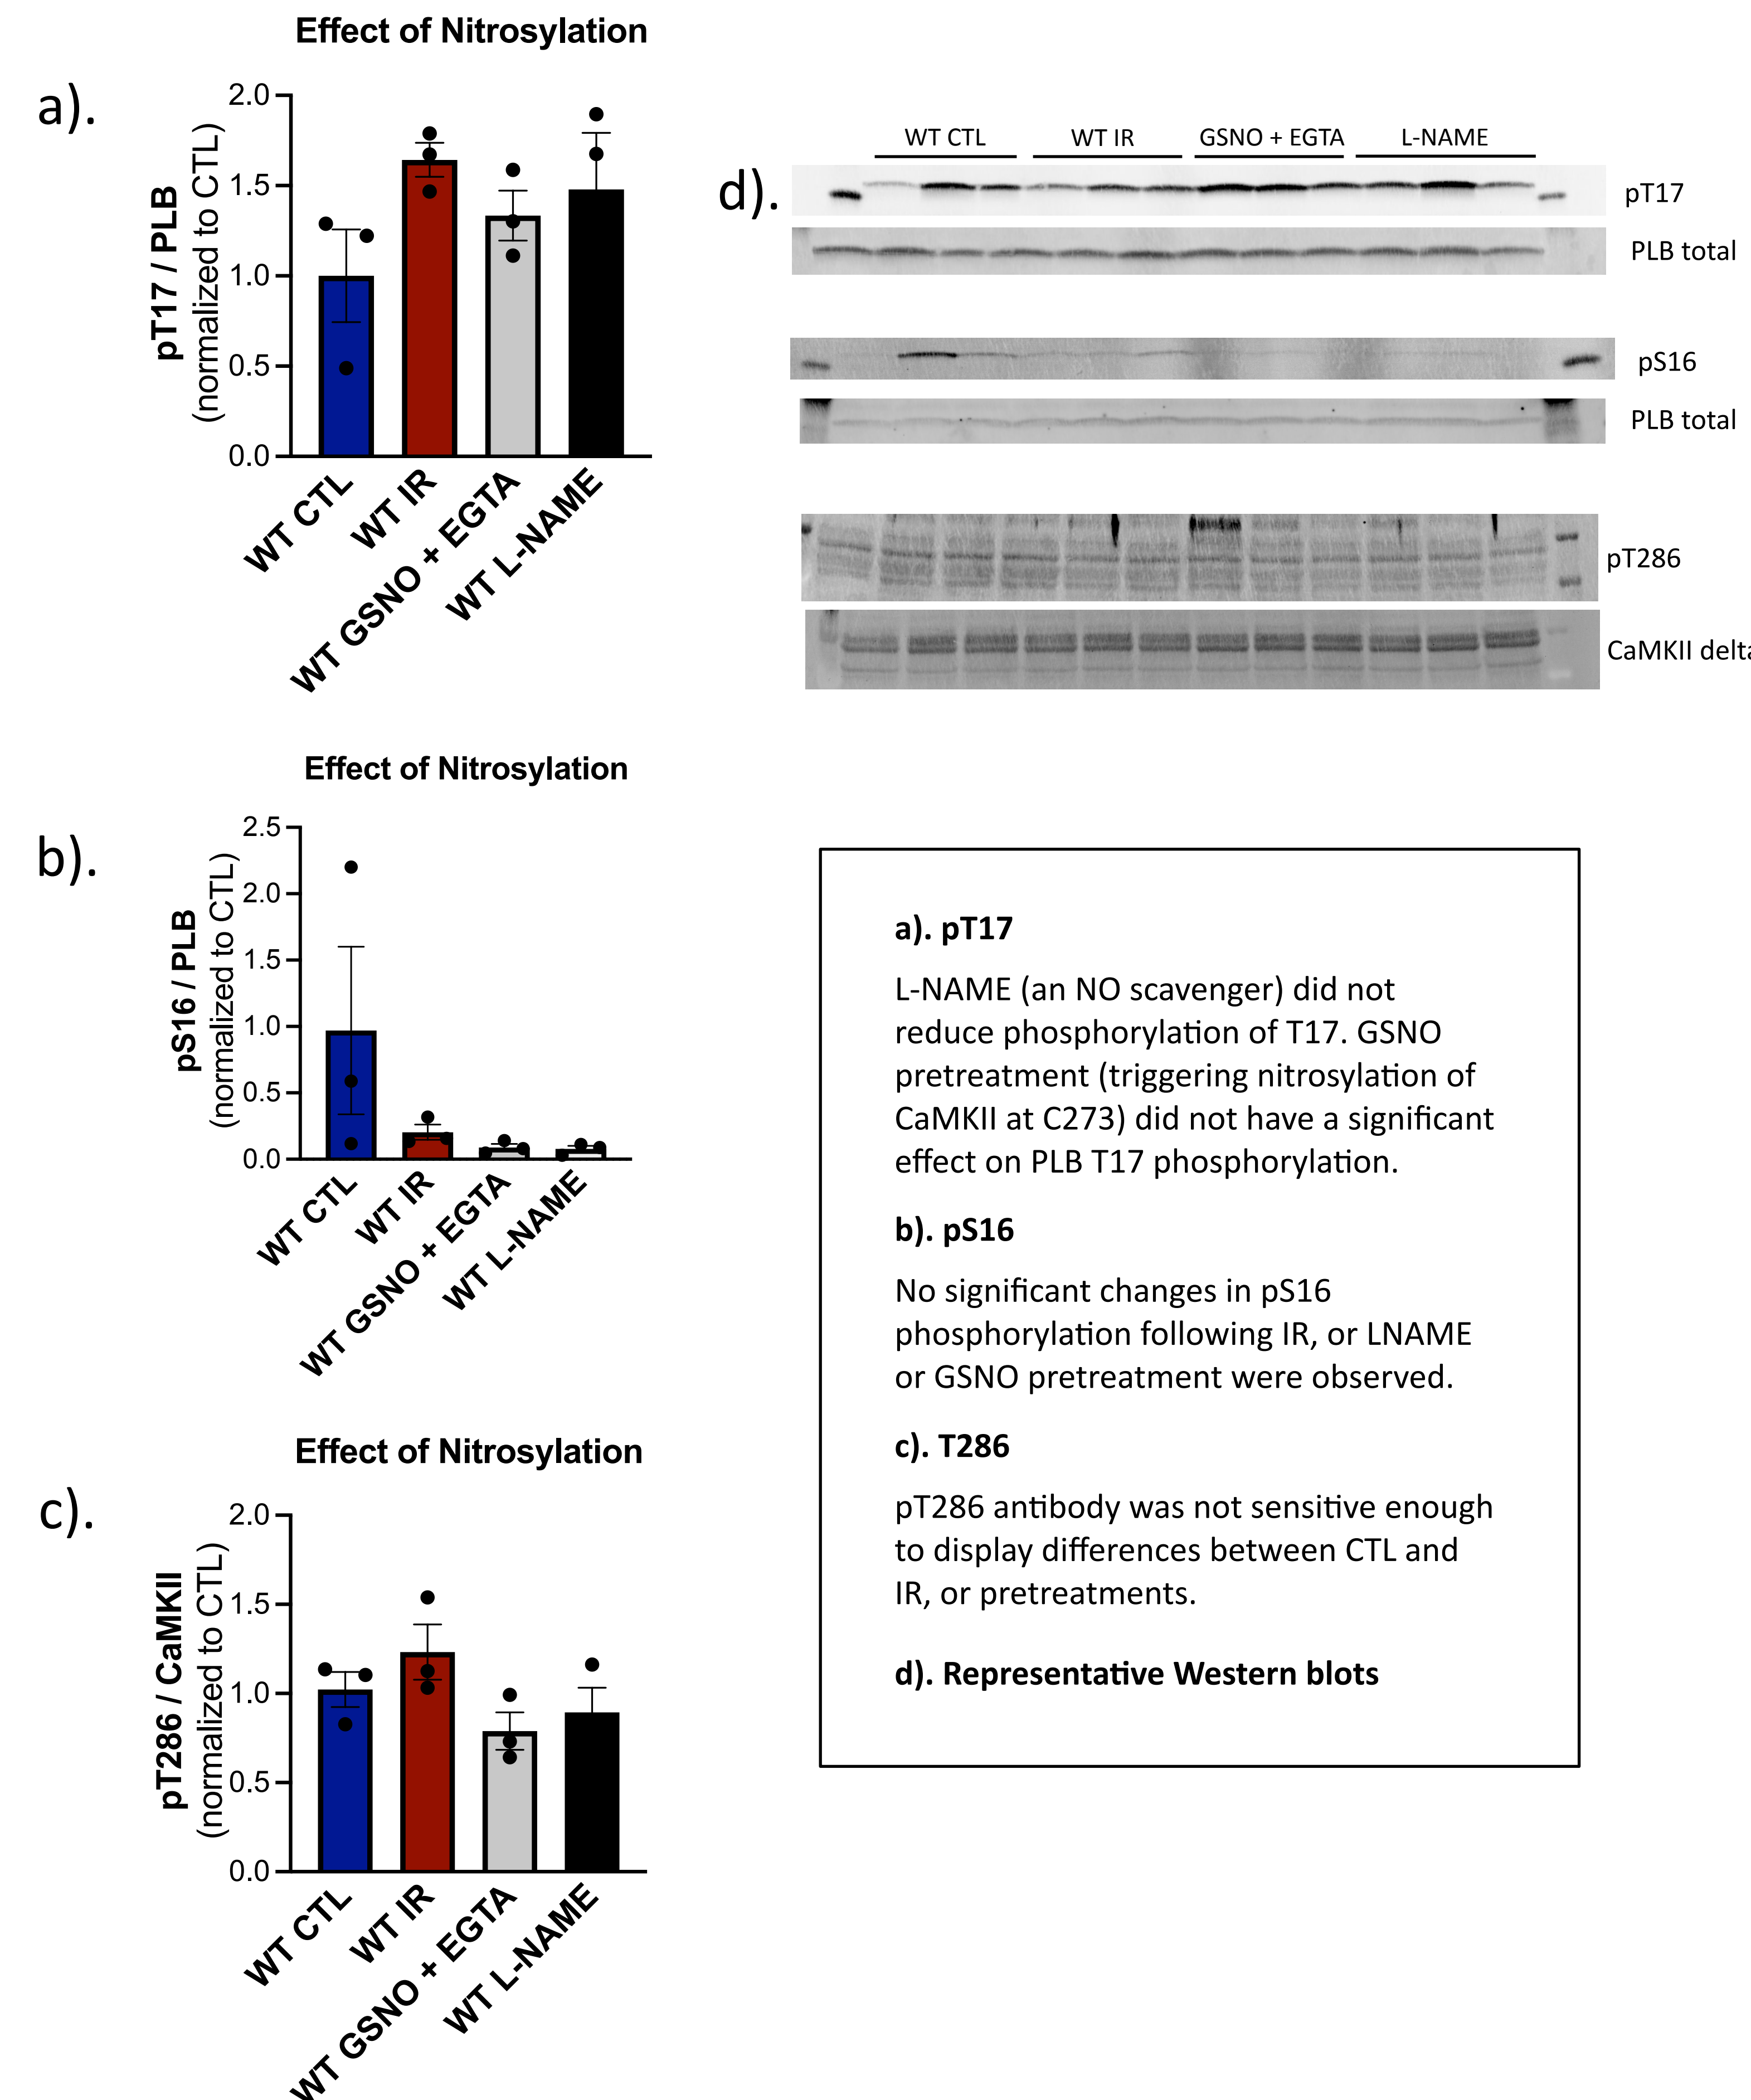 Effect of Nitrosylation
a).
pT17 / PLB
(normalized to CTL)
2.0
1.5
1.0
0.5
0.0
WT CTL
WT IR
WT GSNO + EGTA
WT L-NAME
d).
WT CTL
WT IR
GSNO + EGTA
L-NAME
pT17
PLB total
pS16
PLB total
pT286
CaMKII delta
Effect of Nitrosylation
b).
pS16 / PLB
(normalized to CTL)
2.5
2.0
1.5
1.0
0.5
0.0
WT CTL
WT IR
WT GSNO + EGTA
WT L-NAME
Effect of Nitrosylation
c).
pT286 / CaMKII
(normalized to CTL)
2.0
1.5
1.0
0.5
0.0
WT CTL
WT IR
WT GSNO + EGTA
WT L-NAME
a). pT17
L-NAME (an NO scavenger) did not
reduce phosphorylation of T17. GSNO
pretreatment (triggering nitrosylation of
CaMKII at C273) did not have a significant
effect on PLB T17 phosphorylation.
b). pS16
No significant changes in pS16
phosphorylation following IR, or LNAME
or GSNO pretreatment were observed.
c). T286
pT286 antibody was not sensitive enough
to display differences between CTL and
IR, or pretreatments.
d). Representative Western blots